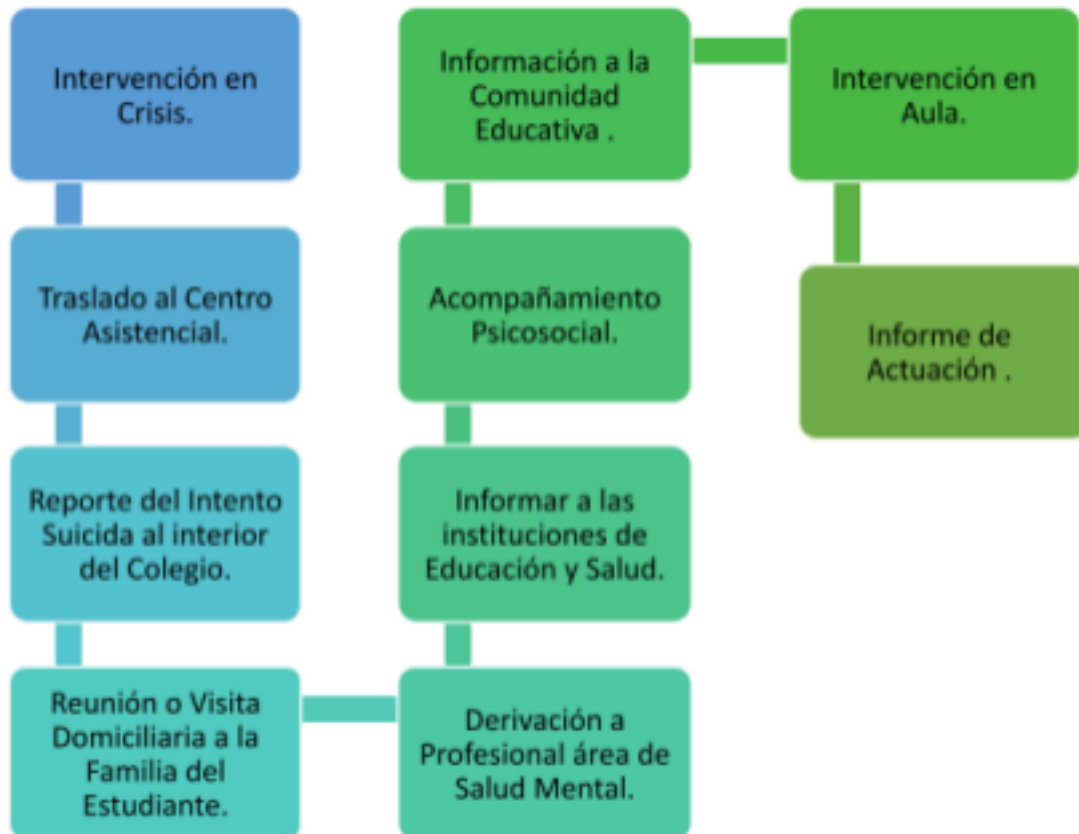 Intervención en
Crisis.
Traslado al Centro
Asistencial.
Reporte del Intento
Suicida al interior
del Colegio.
Reunión o Visita
Domiciliaria a la
Familia del
Estudiante.
Derivación a
Profesional área de
Salud Mental.
Informar a las
instituciones de
Educación y Salud.
Acompañamiento
Psicosocial.
Información a la
Comunidad
Educativa .
Intervención en
Aula.
Informe de
Actuación .